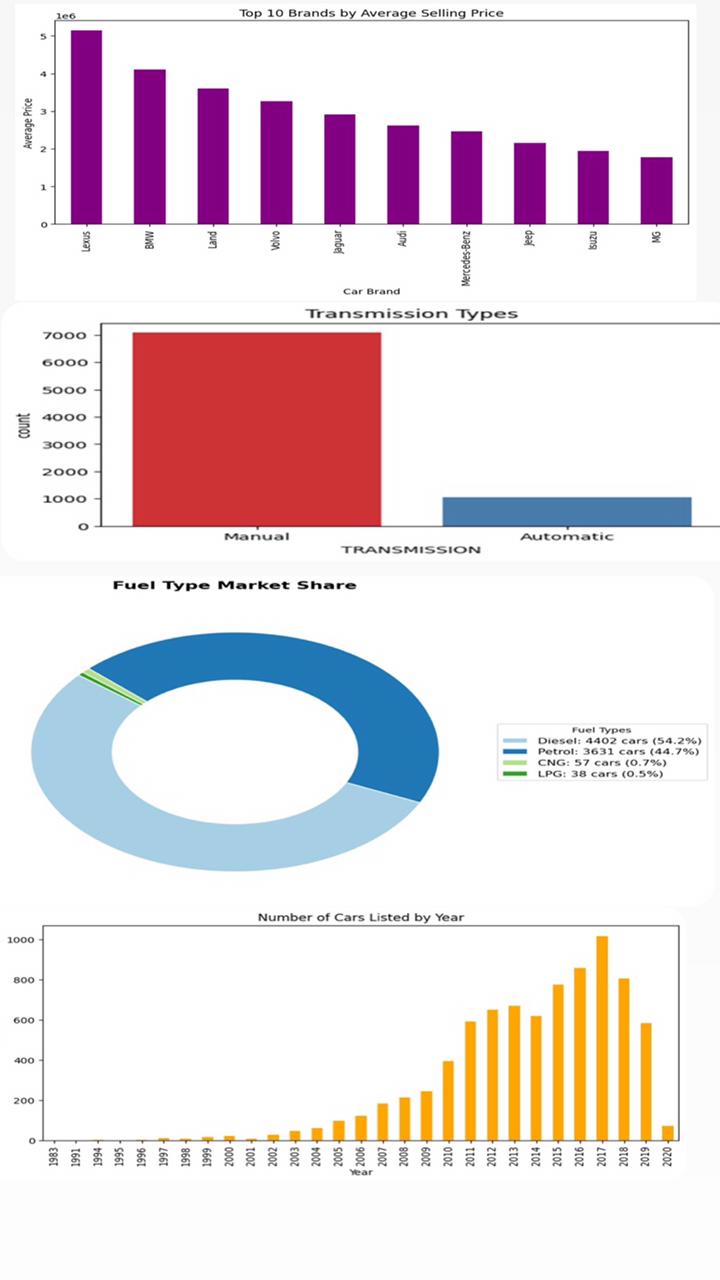 Top 10 Brands by Average Selling Price
1e6
5
4
3
2
1
0
Average Price
Lexus BMW Land Volvo Jaguar Audi Mercedes-Benz Jeep Isuzu MG
Car Brand
Transmission Types
7000
6000
5000
4000
3000
2000
1000
0
count
Manual Automatic
TRANSMISSION
Fuel Type Market Share
Fuel Types
Diesel: 4402 cars (54.2%)
Petrol: 3631 cars (44.7%)
CNG: 57 cars (0.7%)
LPG: 38 cars (0.5%)
Number of Cars Listed by Year
1000
800
600
400
200
0
1983 1991 1994 1995 1996 1997 1998 1999 2000 2001 2002 2003 2004 2005 2006 2007 2008 2009 2010 2011 2012 2013 2014 2015 2016 2017 2018 2019 2020
Year